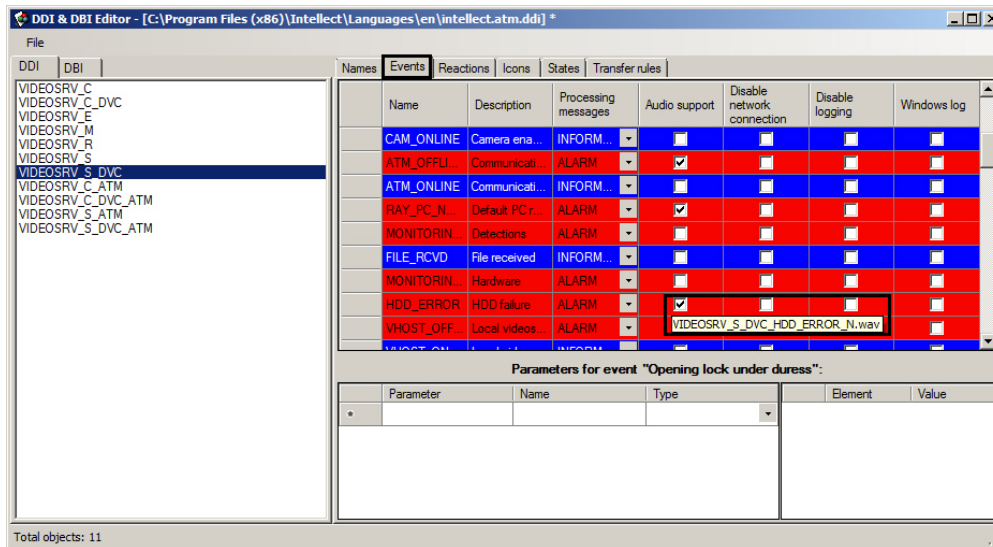 DDI & DBI Editor - [C:\Program Files (x86)\Intellect\Languages\en\intellect.atm.ddi] *
File
DDI DBI
VIDEOSRV_C
VIDEOSRV_C_DVC
VIDEOSRV_E
VIDEOSRV_M
VIDEOSRV_R
VIDEOSRV_S
VIDEOSRV_S_DVC
VIDEOSRV_C_ATM
VIDEOSRV_C_DVC_ATM
VIDEOSRV_S_ATM
VIDEOSRV_S_DVC_ATM
Names Events Reactions Icons States Transfer rules
Name Description Processing messages Audio support Disable network connection Disable logging Windows log
CAM_ONLINE Camera ena... INFORM...
ATM_OFFLI... Communicati... ALARM
ATM_ONLINE Communicati... INFORM...
RAY_PC_N... Default PC r... ALARM
MONITORIN... Detections ALARM
FILE_RCVD File received INFORM...
MONITORIN... Hardware ALARM
HDD_ERROR HDD failure ALARM
VHOST_OFF... Local videos... ALARM
VIDEOSRV_S_DVC_HDD_ERROR_N.wav
Parameters for event "Opening lock under duress":
Parameter Name Type Element Value
*
Total objects: 11